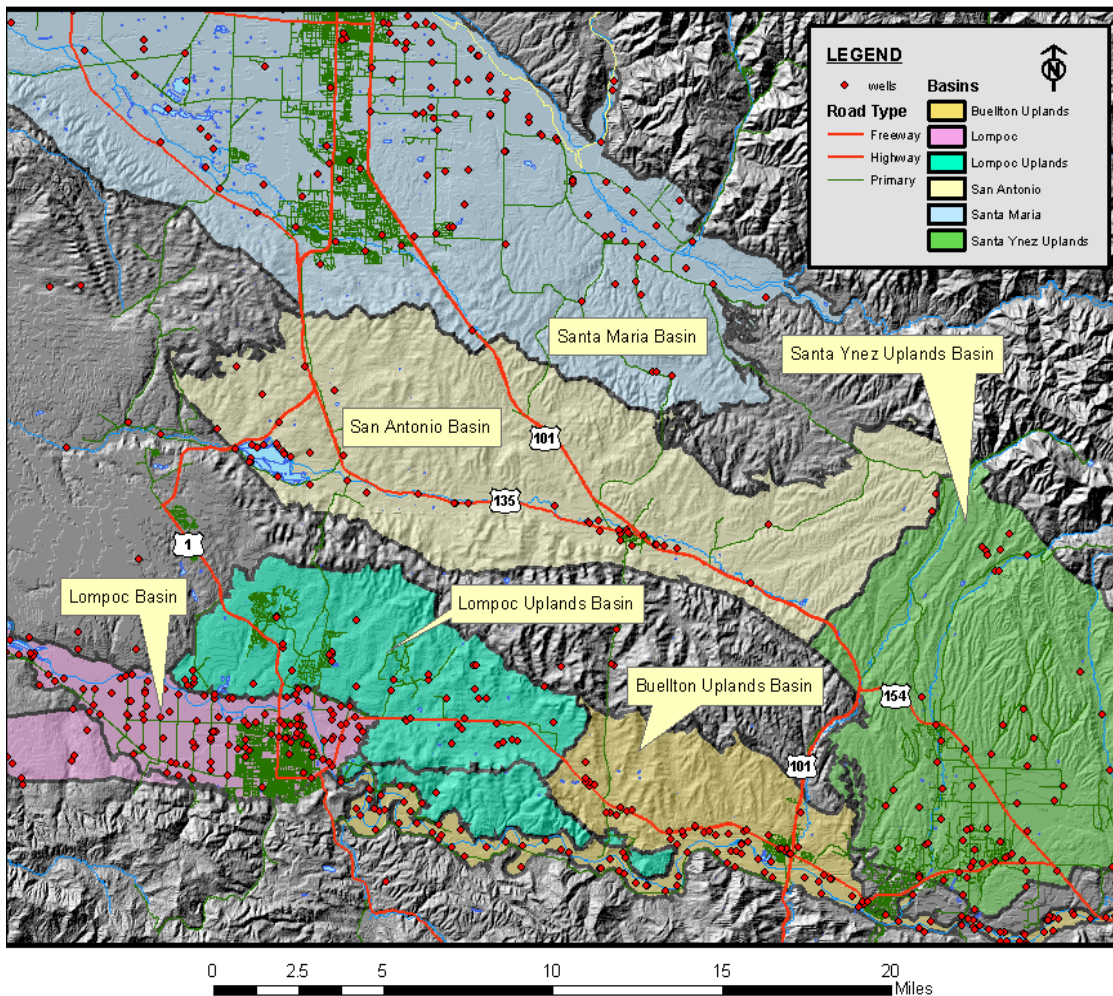 LEGEND
N
wells
Basins
Road Type
Buellton Uplands
Freeway
Lompoc
Highway
Lompoc Uplands
Primary
San Antonio
Santa Maria
Santa Ynez Uplands
Santa Maria Basin
Santa Ynez Uplands Basin
San Antonio Basin
101
135
1
Lompoc Basin
Lompoc Uplands Basin
Buellton Uplands Basin
154
101
0 2.5 5 10 15 20
Miles